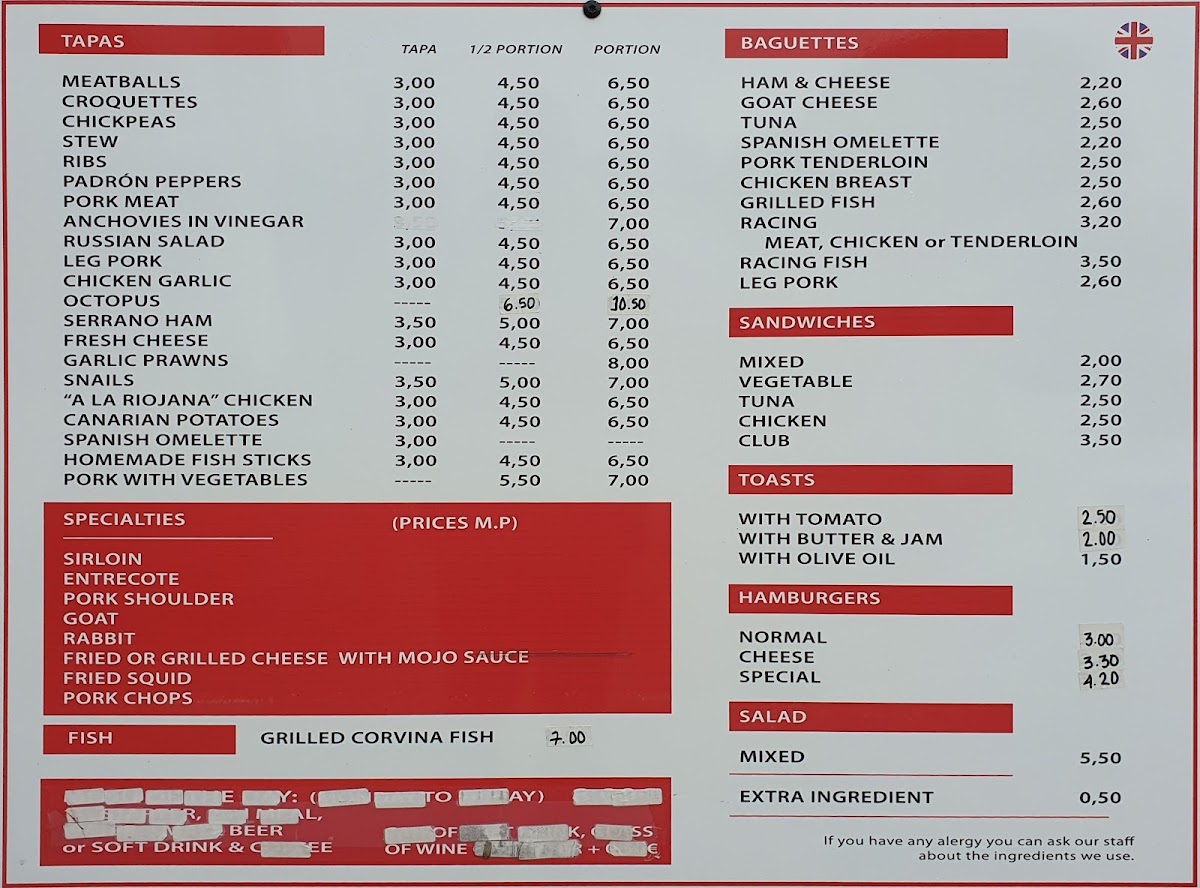 TAPAS TAPA 1/2 PORTION PORTION
MEATBALLS 3,00 4,50 6,50
CROQUETTES 3,00 4,50 6,50
CHICKPEAS 3,00 4,50 6,50
STEW 3,00 4,50 6,50
RIBS 3,00 4,50 6,50
PADRÓN PEPPERS 3,00 4,50 6,50
PORK MEAT 3,00 4,50 6,50
ANCHOVIES IN VINEGAR 7,00
RUSSIAN SALAD 3,00 4,50 6,50
LEG PORK 3,00 4,50 6,50
CHICKEN GARLIC 3,00 4,50 6,50
OCTOPUS ----- 6.50 10.50
SERRANO HAM 3,50 5,00 7,00
FRESH CHEESE 3,00 4,50 6,50
GARLIC PRAWNS ----- ----- 8,00
SNAILS 3,50 5,00 7,00
“A LA RIOJANA” CHICKEN 3,00 4,50 6,50
CANARIAN POTATOES 3,00 4,50 6,50
SPANISH OMELETTE 3,00 ----- -----
HOMEMADE FISH STICKS 3,00 4,50 6,50
PORK WITH VEGETABLES ----- 5,50 7,00
SPECIALTIES (PRICES M.P)
SIRLOIN
ENTRECOTE
PORK SHOULDER
GOAT
RABBIT
FRIED OR GRILLED CHEESE WITH MOJO SAUCE
FRIED SQUID
PORK CHOPS
FISH GRILLED CORVINA FISH 7.00
TO
BEER OF
or SOFT DRINK & OF WINE +
BAGUETTES
HAM & CHEESE 2,20
GOAT CHEESE 2,60
TUNA 2,50
SPANISH OMELETTE 2,20
PORK TENDERLOIN 2,50
CHICKEN BREAST 2,50
GRILLED FISH 2,60
RACING 3,20
MEAT, CHICKEN or TENDERLOIN
RACING FISH 3,50
LEG PORK 2,60
SANDWICHES
MIXED 2,00
VEGETABLE 2,70
TUNA 2,50
CHICKEN 2,50
CLUB 3,50
TOASTS
WITH TOMATO 2.50
WITH BUTTER & JAM 2.00
WITH OLIVE OIL 1,50
HAMBURGERS
NORMAL 3.00
CHEESE 3.30
SPECIAL 4.20
SALAD
MIXED 5,50
EXTRA INGREDIENT 0,50
If you have any alergy you can ask our staff
about the ingredients we use.